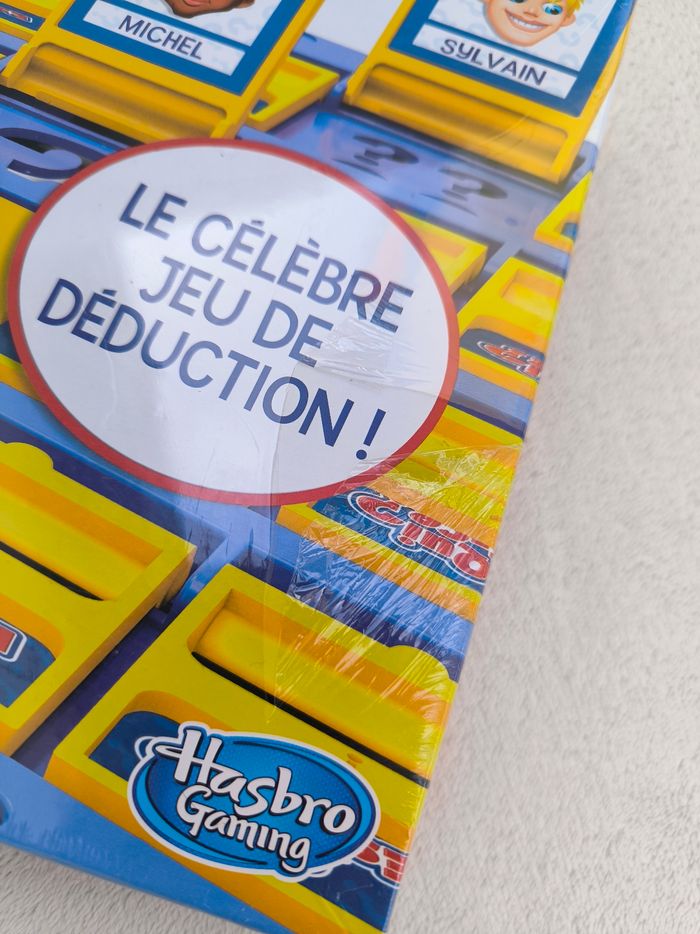 MICHEL
SYLVAIN
LE CÉLÈBRE
JEU DE
DÉDUCTION !
Hasbro
Gaming